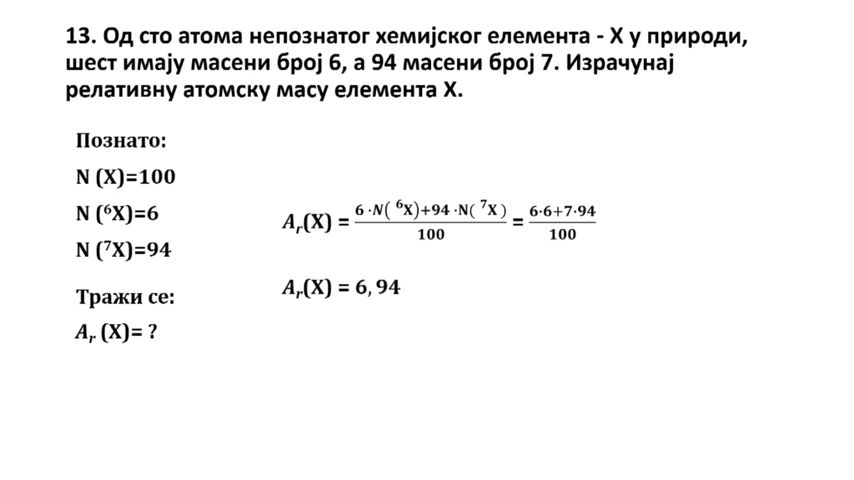 13. Од сто атома непознатог хемијског елемента - X у природи,
шест имају масени број 6, а 94 масени број 7. Израчунај
релативну атомску масу елемента X.
Познато:
N (X)=100
N (⁶X)=6
N (⁷X)=94
Тражи се:
Aᵣ (X)= ?
Aᵣ(X) = (6 ·N( ⁶X)+94 ·N( ⁷X ))/100 = (6·6+7·94)/100
Aᵣ(X) = 6,94